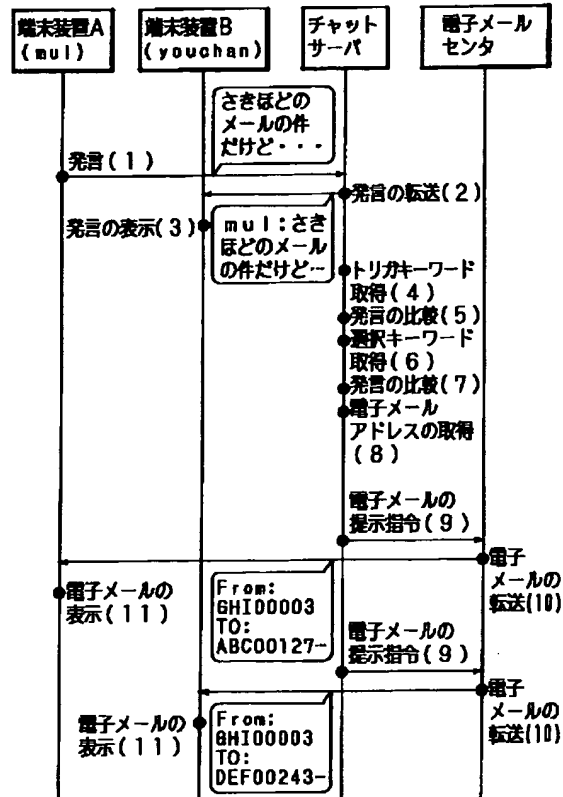 端末装置A
(mul)
端末装置B
(youchan)
チャット
サーバ
電子メール
センタ
さきほどの
メールの件
だけど・・・
発言(1)
発言の転送(2)
発言の表示(3)
mul:さき
ほどのメール
の件だけど…
トリガキーワード
取得(4)
発言の比較(5)
選択キーワード
取得(6)
発言の比較(7)
電子メール
アドレスの取得
(8)
電子メールの
提示指令(9)
電子
メールの
転送(10)
電子メールの
表示(11)
From:
GHI00003
TO:
ABC00127…
電子メールの
提示指令(9)
電子
メールの
転送(10)
電子メールの
表示(11)
From:
GHI00003
TO:
DEF00243…